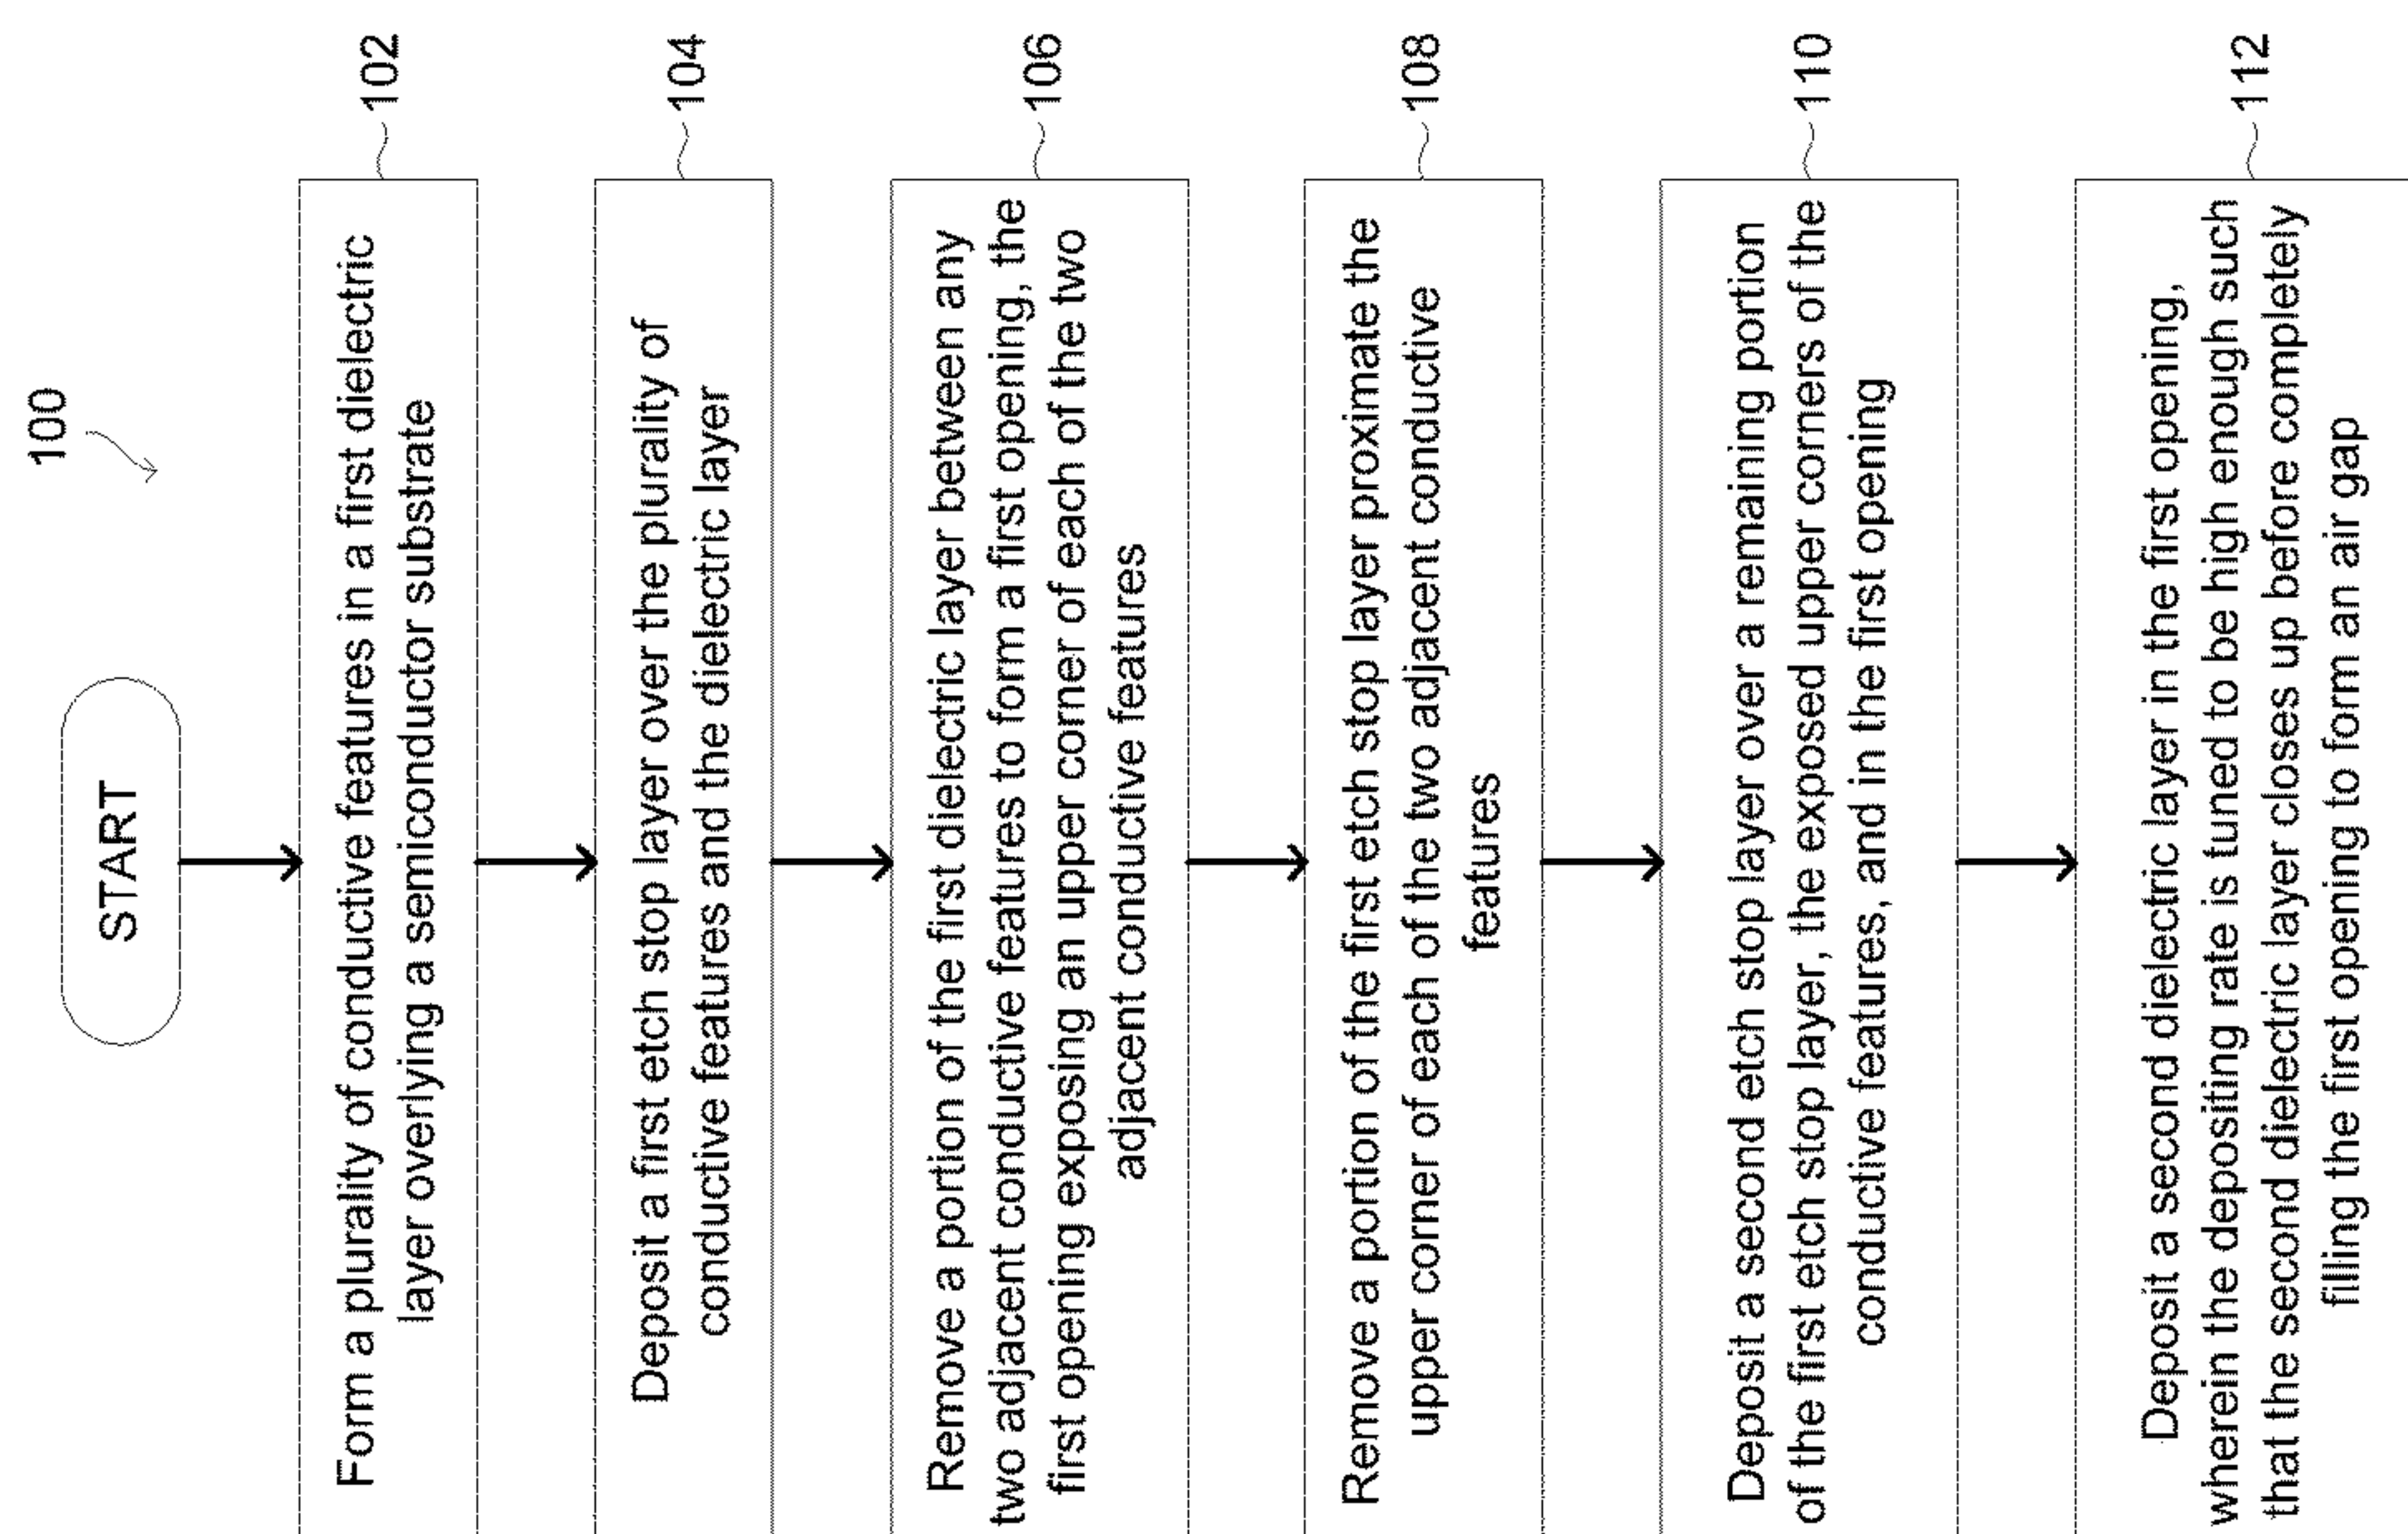 100
START
Form a plurality of conductive features in a first dielectric
layer overlying a semiconductor substrate
102
Deposit a first etch stop layer over the plurality of
conductive features and the dielectric layer
104
Remove a portion of the first dielectric layer between any
two adjacent conductive features to form a first opening, the
first opening exposing an upper corner of each of the two
adjacent conductive features
106
Remove a portion of the first etch stop layer proximate the
upper corner of each of the two adjacent conductive
features
108
Deposit a second etch stop layer over a remaining portion
of the first etch stop layer, the exposed upper corners of the
conductive features, and in the first opening
110
Deposit a second dielectric layer in the first opening,
wherein the depositing rate is tuned to be high enough such
that the second dielectric layer closes up before completely
filling the first opening to form an air gap
112